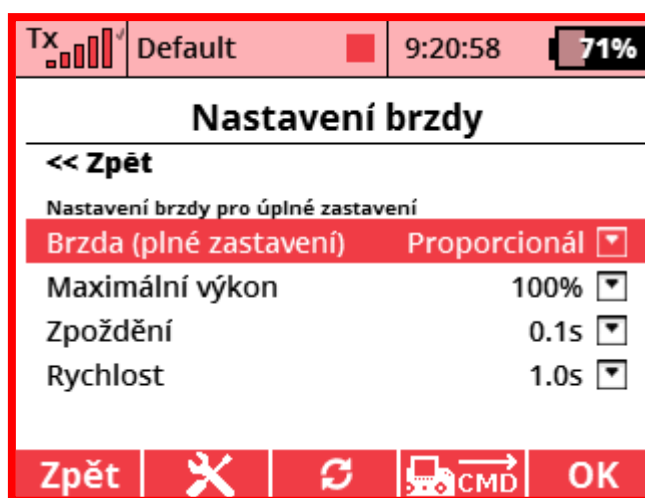 Tx Default 9:20:58 71%
Nastavení brzdy
<< Zpět
Nastavení brzdy pro úplné zastavení
Brzda (plné zastavení) Proporcionál
Maximální výkon 100%
Zpoždění 0.1s
Rychlost 1.0s
Zpět CMD OK